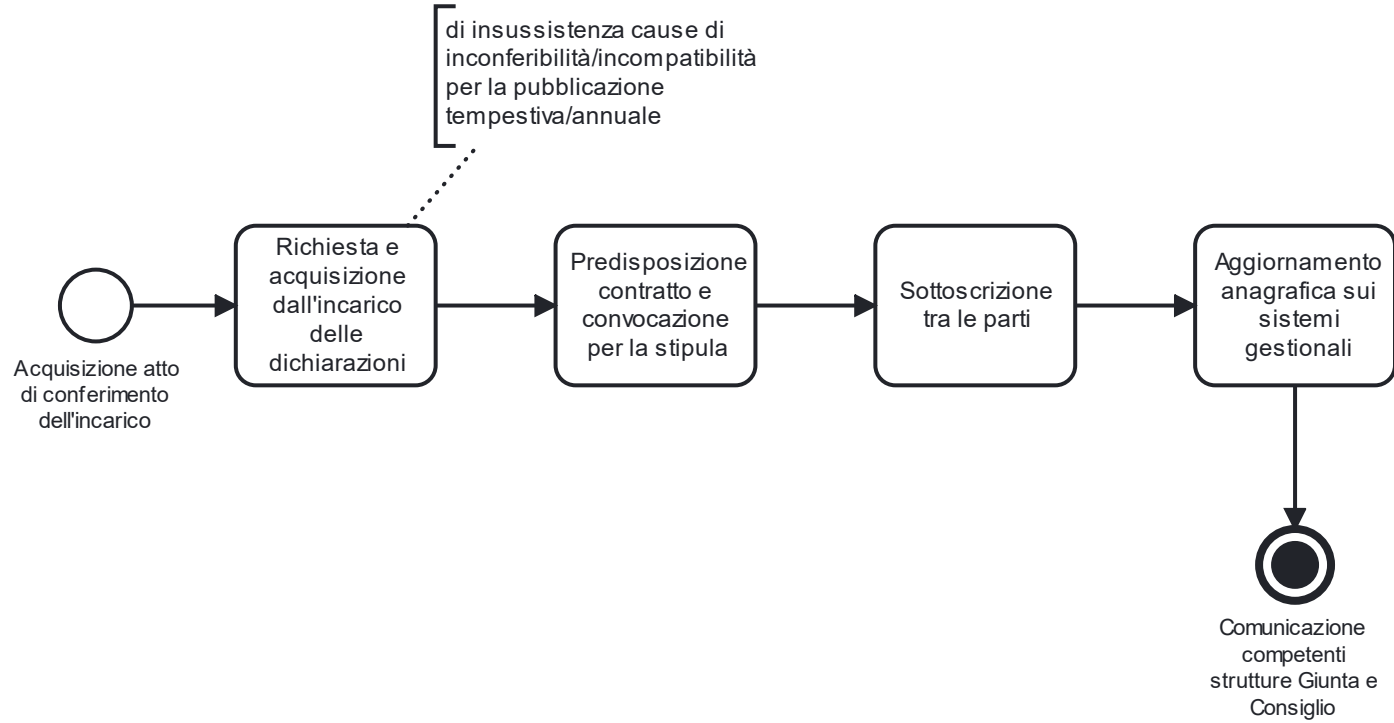 di insussistenza cause di
inconferibilità/incompatibilità
per la pubblicazione
tempestiva/annuale
Acquisizione atto
di conferimento
dell'incarico
Richiesta e
acquisizione
dall'incarico
delle
dichiarazioni
Predisposizione
contratto e
convocazione
per la stipula
Sottoscrizione
tra le parti
Aggiornamento
anagrafica sui
sistemi
gestionali
Comunicazione
competenti
strutture Giunta e
Consiglio